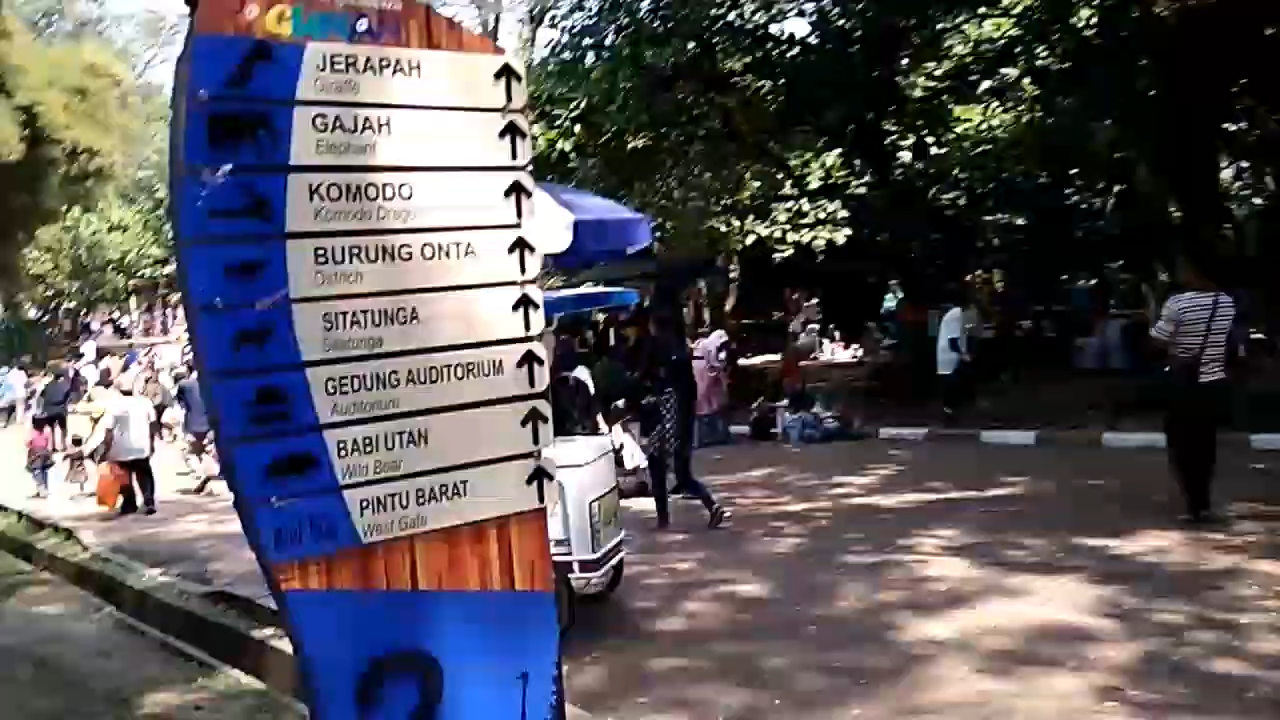 JERAPAH
Giraffe
GAJAH
Elephant
KOMODO
Komodo Drago
BURUNG ONTA
Ostrich
SITATUNGA
Sitatunga
GEDUNG AUDITORIUM
Auditorium
BABI UTAN
Wild Boar
PINTU BARAT
West Gate